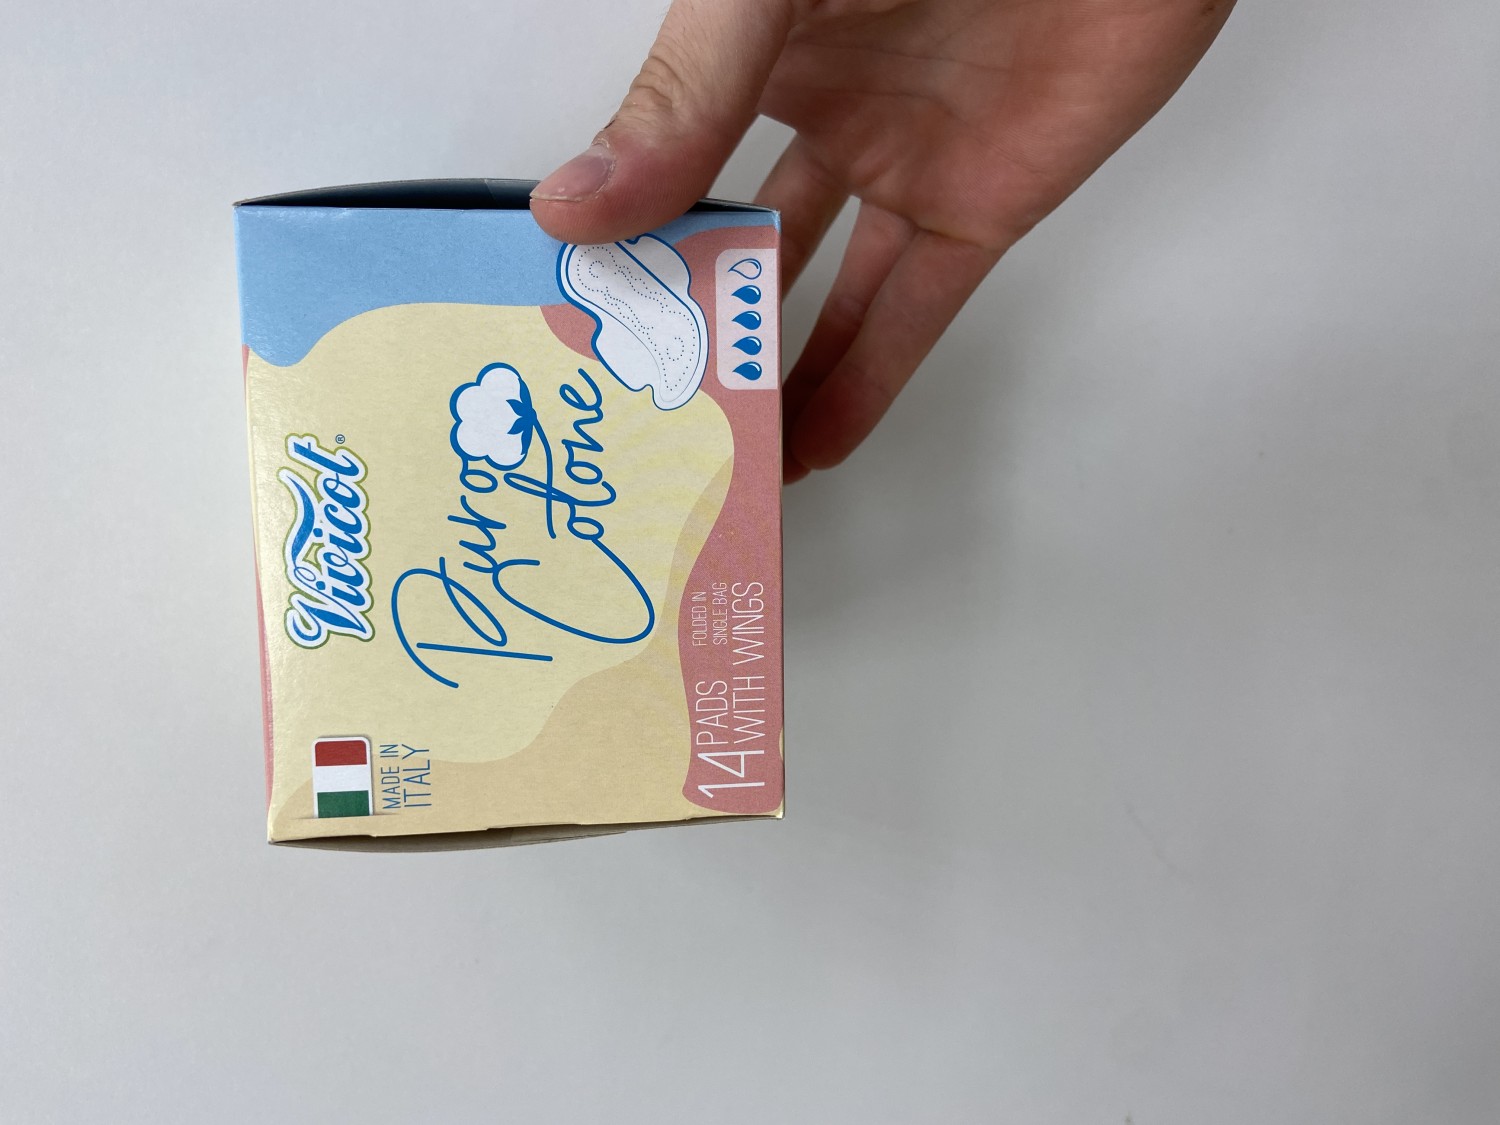 Vivicot®
Puro
Cotone
MADE IN
ITALY
14 PADS
WITH WINGS
FOLDED IN
SINGLE BAG